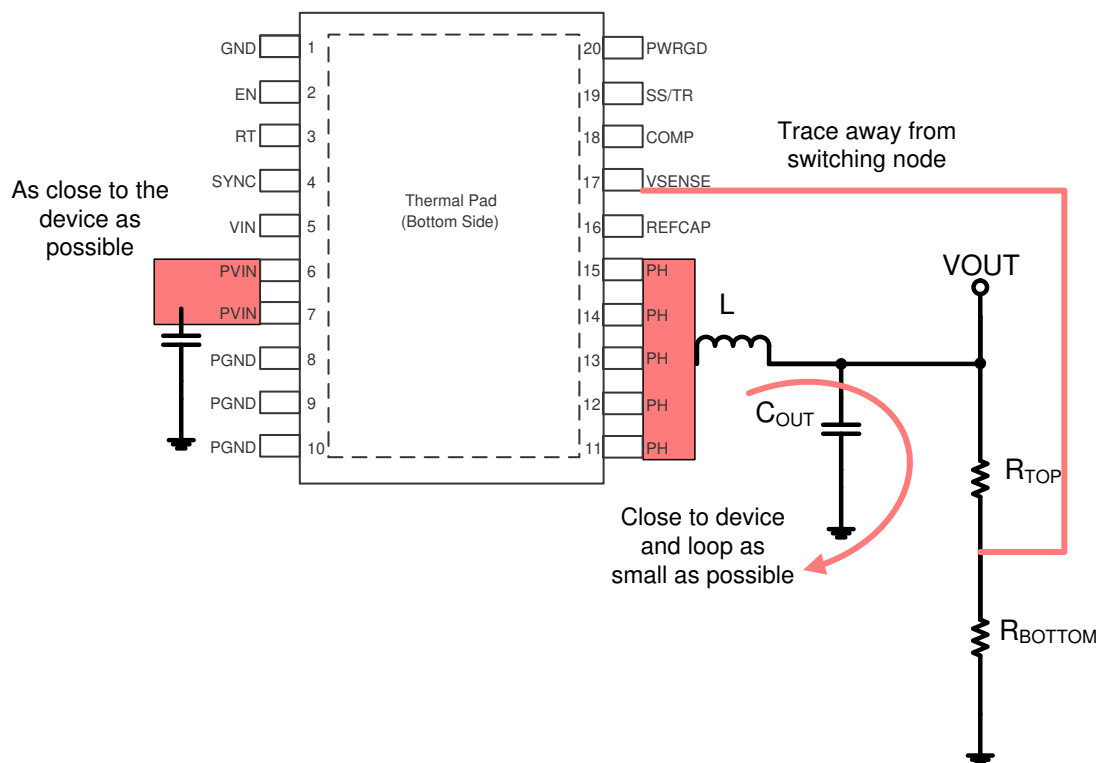 GND 1
EN 2
RT 3
SYNC 4
VIN 5
PVIN 6
PVIN 7
PGND 8
PGND 9
PGND 10
Thermal Pad
(Bottom Side)
20 PWRGD
19 SS/TR
18 COMP
17 VSENSE
16 REFCAP
15 PH
14 PH
13 PH
12 PH
11 PH
As close to the
device as
possible
Trace away from
switching node
VOUT
L
COUT
RTOP
RBOTTOM
Close to device
and loop as
small as possible